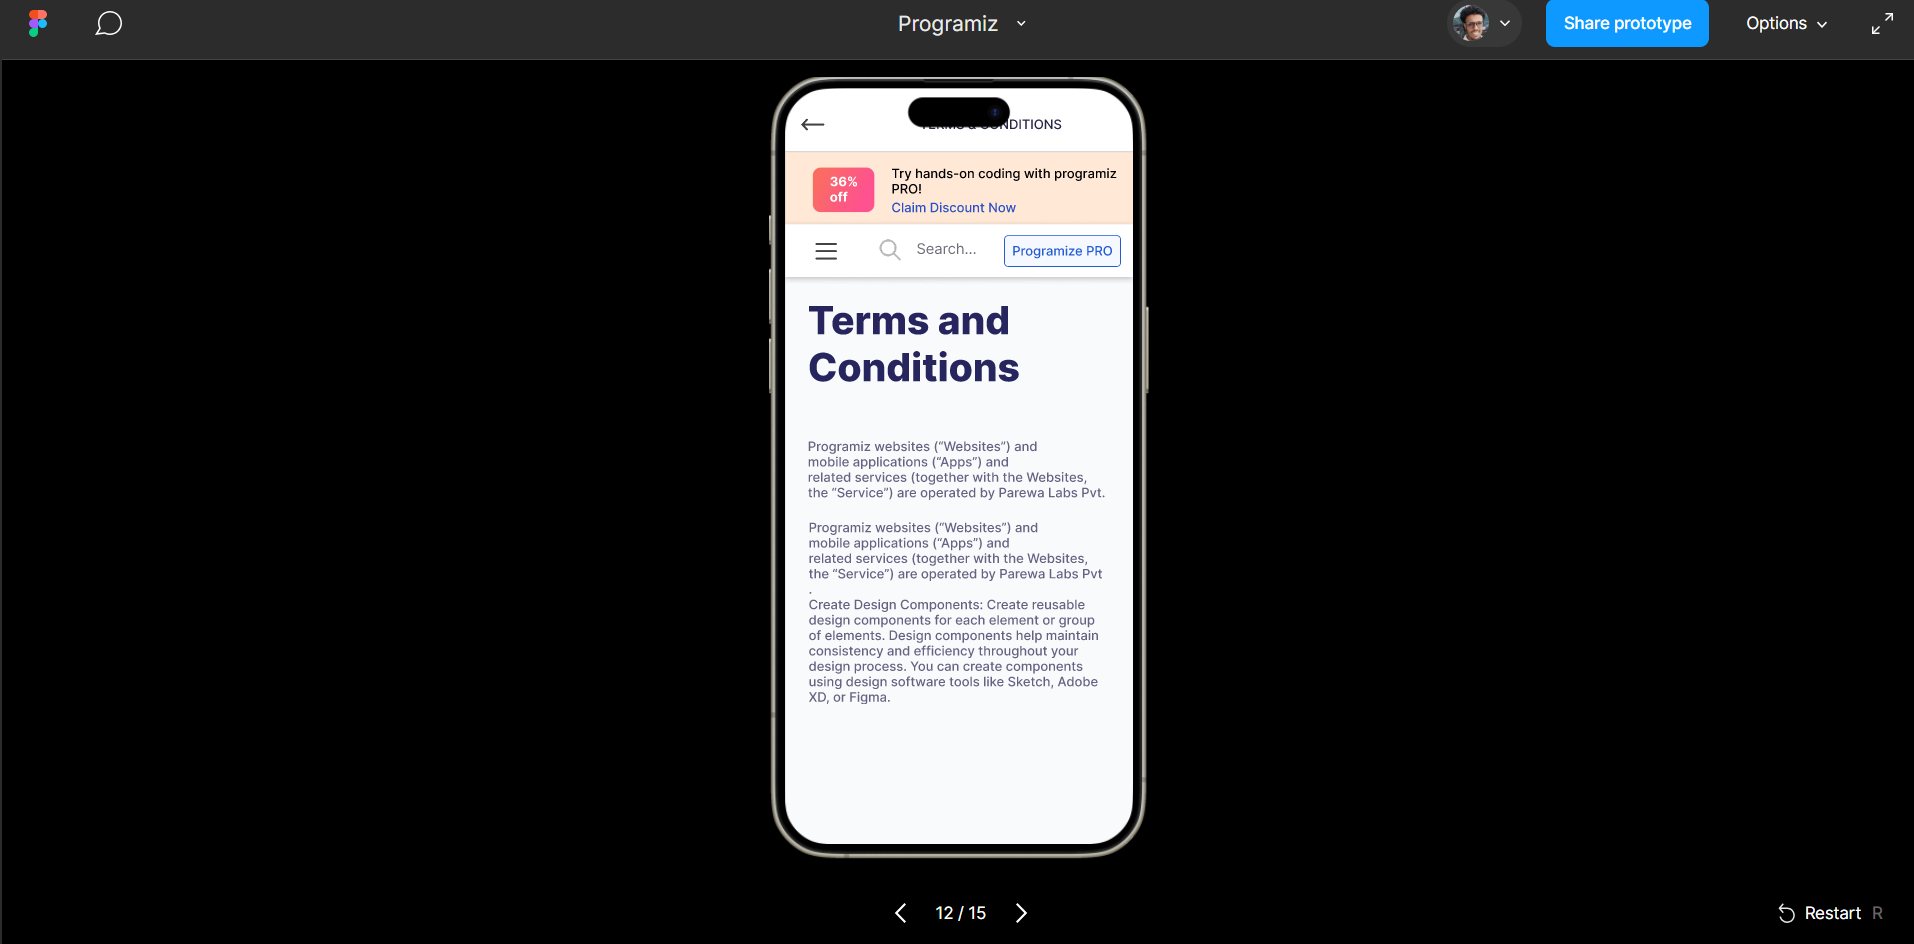 Programiz
Share prototype
Options
TERMS & CONDITIONS
36%
off
Try hands-on coding with programiz
PRO!
Claim Discount Now
Search...
Programize PRO
Terms and
Conditions
Programiz websites (“Websites”) and
mobile applications (“Apps”) and
related services (together with the Websites,
the “Service”) are operated by Parewa Labs Pvt.
Programiz websites (“Websites”) and
mobile applications (“Apps”) and
related services (together with the Websites,
the “Service”) are operated by Parewa Labs Pvt
.
Create Design Components: Create reusable
design components for each element or group
of elements. Design components help maintain
consistency and efficiency throughout your
design process. You can create components
using design software tools like Sketch, Adobe
XD, or Figma.
12 / 15
Restart R